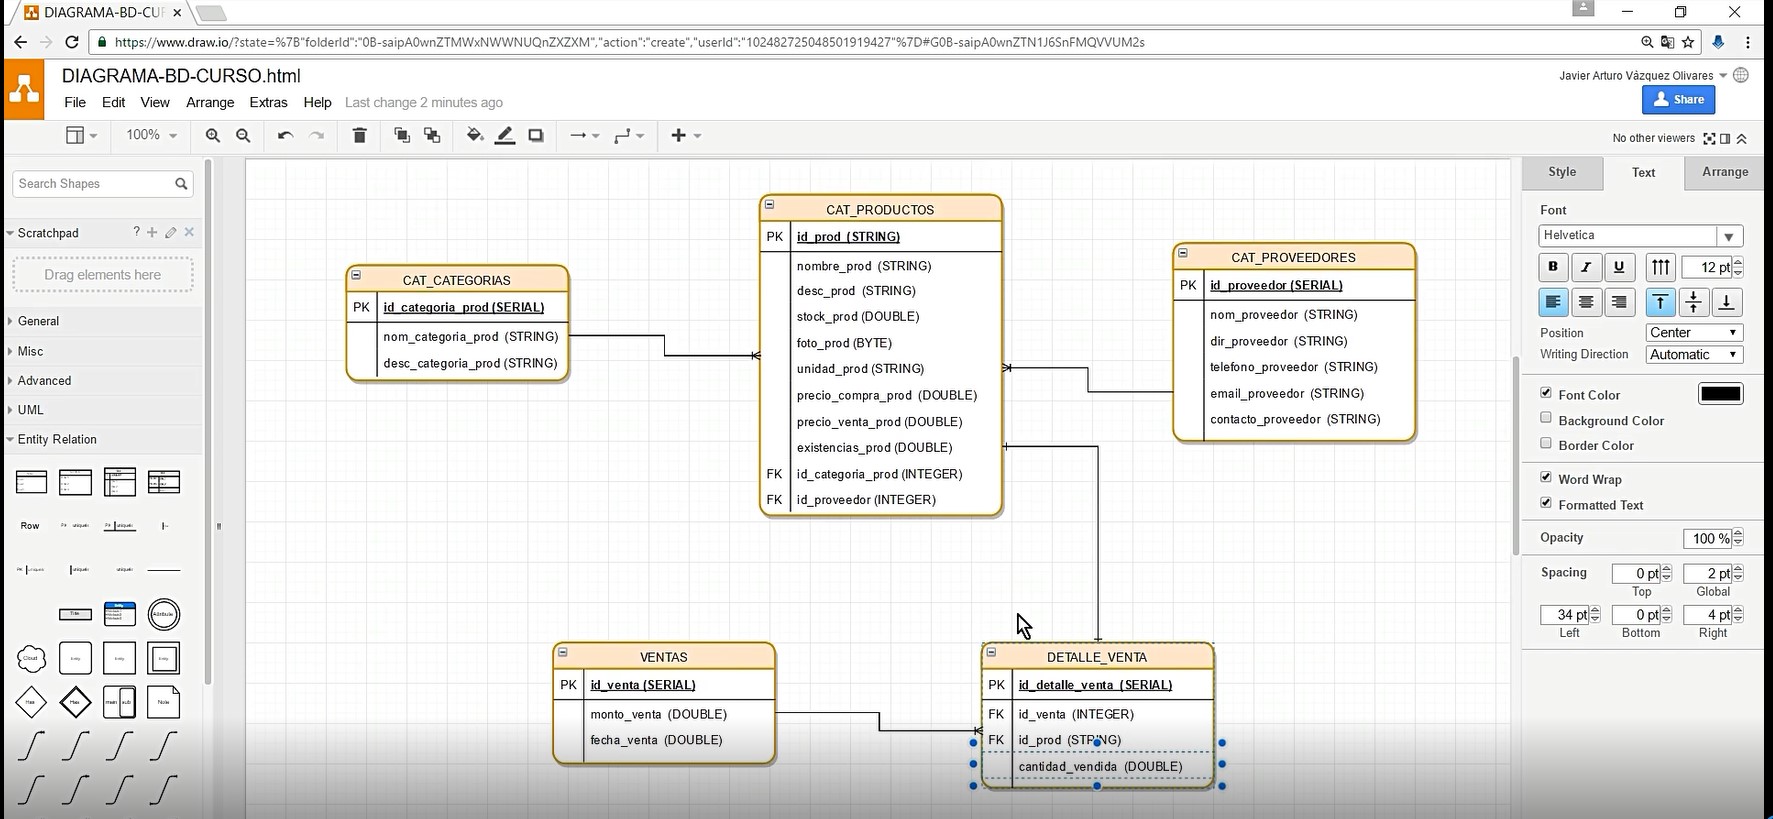 DIAGRAMA-BD-CUF
https://www.draw.io/?state=%7B"folderId":"0B-saipA0wnZTMWxNWWNUQnZXZXM","action":"create","userId":"102482725048501919427"%7D#G0B-saipA0wnZTN1J6SnFMQVVUM2s
DIAGRAMA-BD-CURSO.html
Javier Arturo Vázquez Olivares
File Edit View Arrange Extras Help Last change 2 minutes ago
Share
100%
No other viewers
Search Shapes
Scratchpad
Drag elements here
General
Misc
Advanced
UML
Entity Relation
Row
Title
Attribute
Cloud
Note
CAT_CATEGORIAS
PK id_categoria_prod (SERIAL)
nom_categoria_prod (STRING)
desc_categoria_prod (STRING)
CAT_PRODUCTOS
PK id_prod (STRING)
nombre_prod (STRING)
desc_prod (STRING)
stock_prod (DOUBLE)
foto_prod (BYTE)
unidad_prod (STRING)
precio_compra_prod (DOUBLE)
precio_venta_prod (DOUBLE)
existencias_prod (DOUBLE)
FK id_categoria_prod (INTEGER)
FK id_proveedor (INTEGER)
CAT_PROVEEDORES
PK id_proveedor (SERIAL)
nom_proveedor (STRING)
dir_proveedor (STRING)
telefono_proveedor (STRING)
email_proveedor (STRING)
contacto_proveedor (STRING)
VENTAS
PK id_venta (SERIAL)
monto_venta (DOUBLE)
fecha_venta (DOUBLE)
DETALLE_VENTA
PK id_detalle_venta (SERIAL)
FK id_venta (INTEGER)
FK id_prod (STRING)
cantidad_vendida (DOUBLE)
Style Text Arrange
Font
Helvetica
B I U 12 pt
Position Center
Writing Direction Automatic
Font Color
Background Color
Border Color
Word Wrap
Formatted Text
Opacity 100 %
Spacing 0 pt 2 pt
Top Global
34 pt 0 pt 4 pt
Left Bottom Right